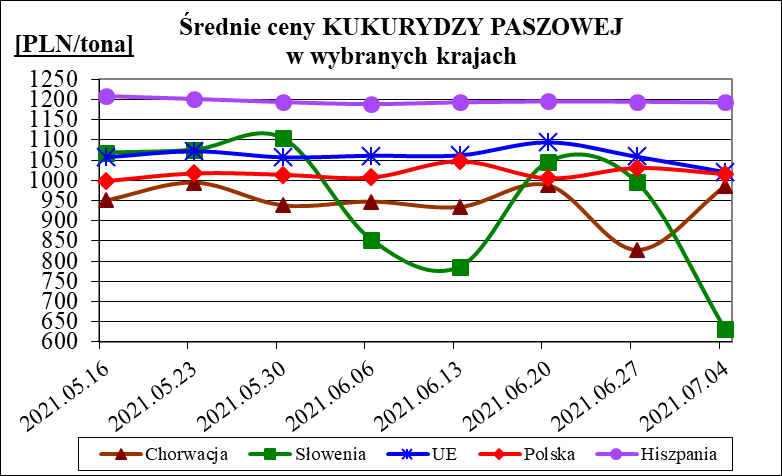 Średnie ceny KUKURYDZY PASZOWEJ
w wybranych krajach
[PLN/tona]
1250
1200
1150
1100
1050
1000
950
900
850
800
750
700
650
600
2021.05.16
2021.05.23
2021.05.30
2021.06.06
2021.06.13
2021.06.20
2021.06.27
2021.07.04
Chorwacja
Słowenia
UE
Polska
Hiszpania